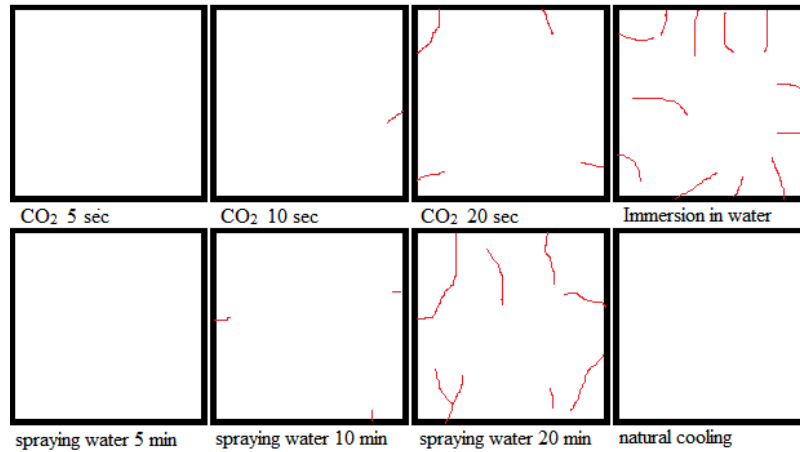 CO2 5 sec
CO2 10 sec
CO2 20 sec
Immersion in water
spraying water 5 min
spraying water 10 min
spraying water 20 min
natural cooling